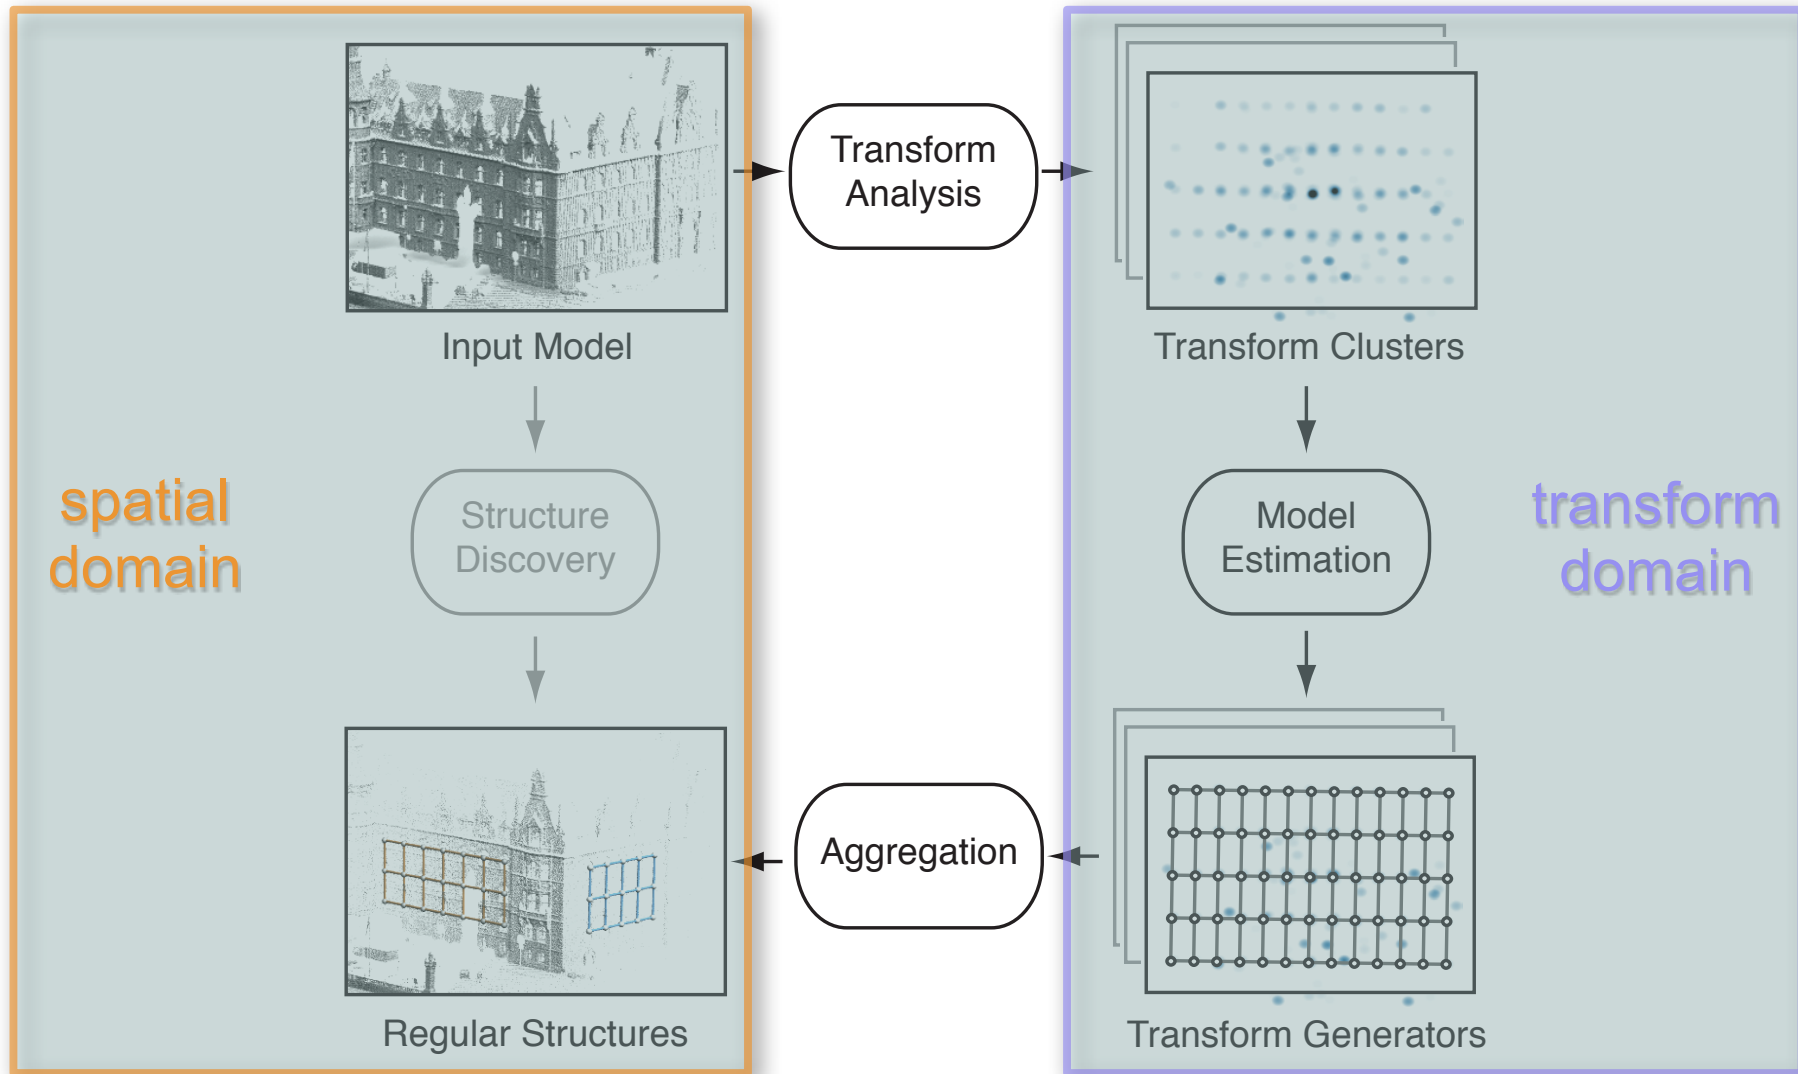 Transform
Analysis
Input Model
Transform Clusters
spatial
domain
Structure
Discovery
Model
Estimation
transform
domain
Aggregation
Regular Structures
Transform Generators